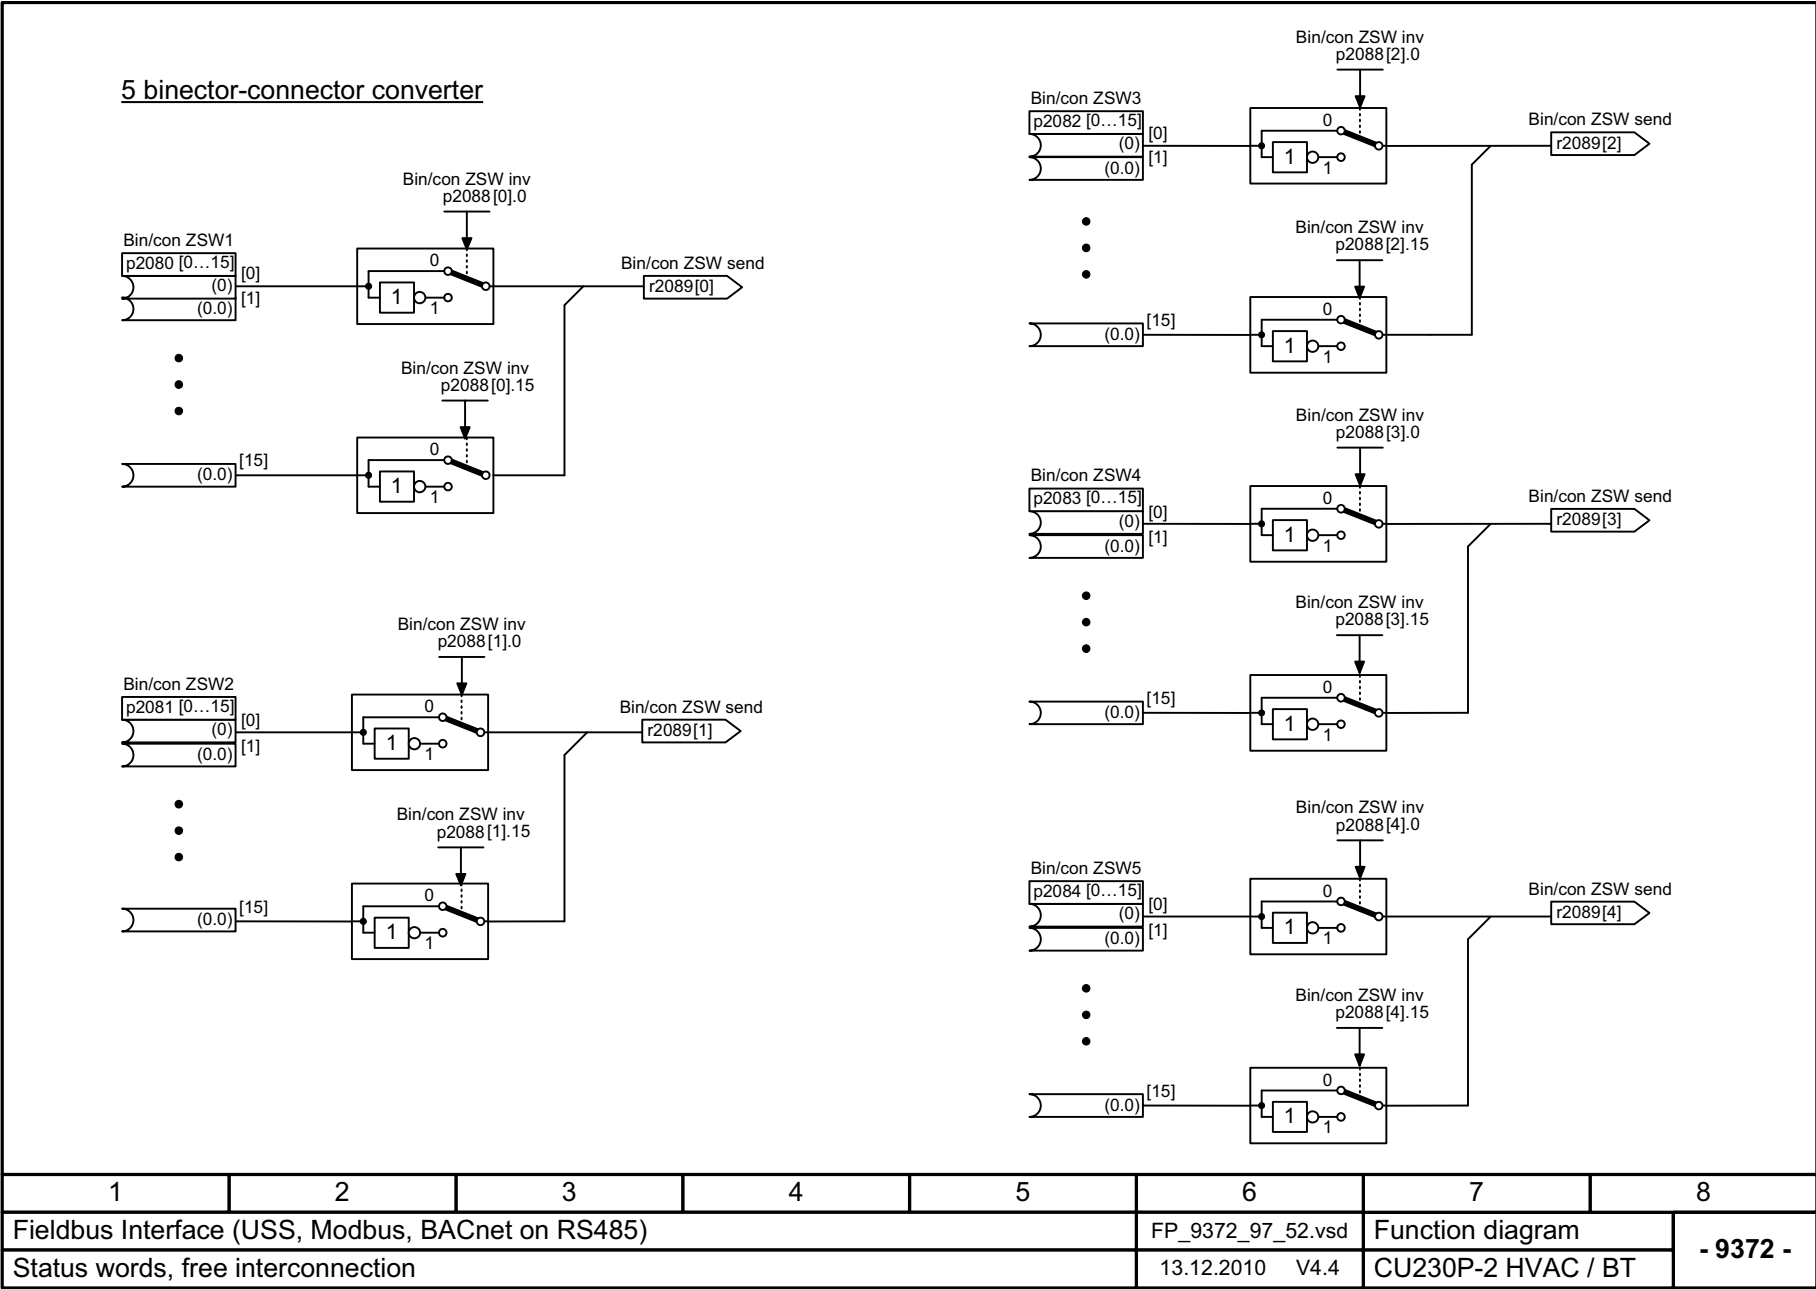 5 binector-connector converter
Bin/con ZSW inv
p2088[0].0
Bin/con ZSW1
p2080 [0…15]
(0)
[0]
(0.0)
[1]
0
1
1
Bin/con ZSW send
r2089[0]
Bin/con ZSW inv
p2088[0].15
(0.0)
[15]
0
1
1
Bin/con ZSW inv
p2088[1].0
Bin/con ZSW2
p2081 [0…15]
(0)
[0]
(0.0)
[1]
0
1
1
Bin/con ZSW send
r2089[1]
Bin/con ZSW inv
p2088[1].15
(0.0)
[15]
0
1
1
Bin/con ZSW inv
p2088[2].0
Bin/con ZSW3
p2082 [0…15]
(0)
[0]
(0.0)
[1]
0
1
1
Bin/con ZSW send
r2089[2]
Bin/con ZSW inv
p2088[2].15
(0.0)
[15]
0
1
1
Bin/con ZSW inv
p2088[3].0
Bin/con ZSW4
p2083 [0…15]
(0)
[0]
(0.0)
[1]
0
1
1
Bin/con ZSW send
r2089[3]
Bin/con ZSW inv
p2088[3].15
(0.0)
[15]
0
1
1
Bin/con ZSW inv
p2088[4].0
Bin/con ZSW5
p2084 [0…15]
(0)
[0]
(0.0)
[1]
0
1
1
Bin/con ZSW send
r2089[4]
Bin/con ZSW inv
p2088[4].15
(0.0)
[15]
0
1
1
1 2 3 4 5 6 7 8
Fieldbus Interface (USS, Modbus, BACnet on RS485)
FP_9372_97_52.vsd
Function diagram
- 9372 -
Status words, free interconnection
13.12.2010 V4.4
CU230P-2 HVAC / BT